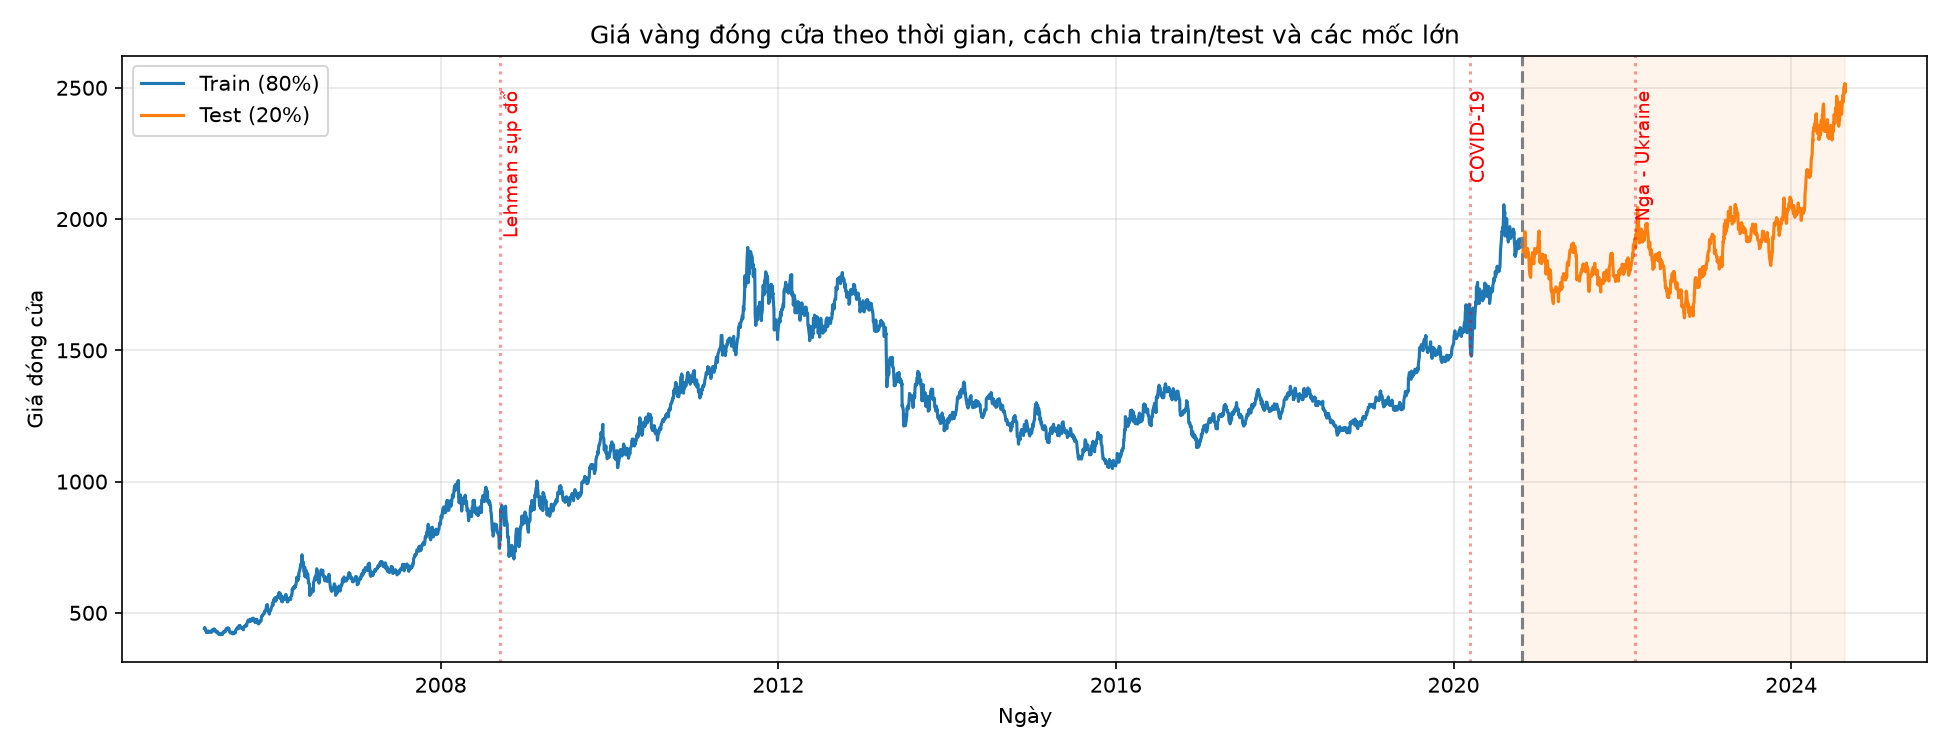 Giá vàng đóng cửa theo thời gian, cách chia train/test và các mốc lớn
Train (80%)
Test (20%)
Lehman sụp đổ
COVID-19
Nga - Ukraine
Giá đóng cửa
2500
2000
1500
1000
500
2008
2012
2016
2020
2024
Ngày